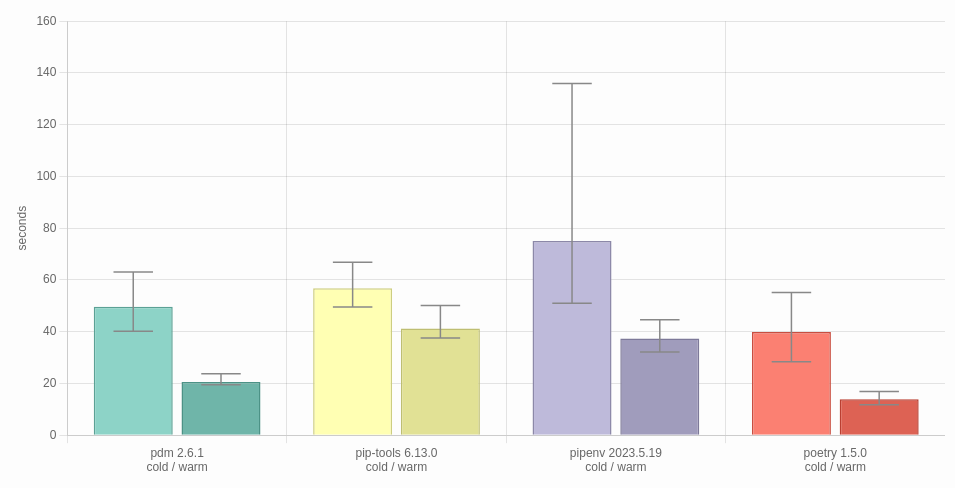 160
140
120
100
80
60
40
20
0
seconds
pdm 2.6.1
cold / warm
pip-tools 6.13.0
cold / warm
pipenv 2023.5.19
cold / warm
poetry 1.5.0
cold / warm